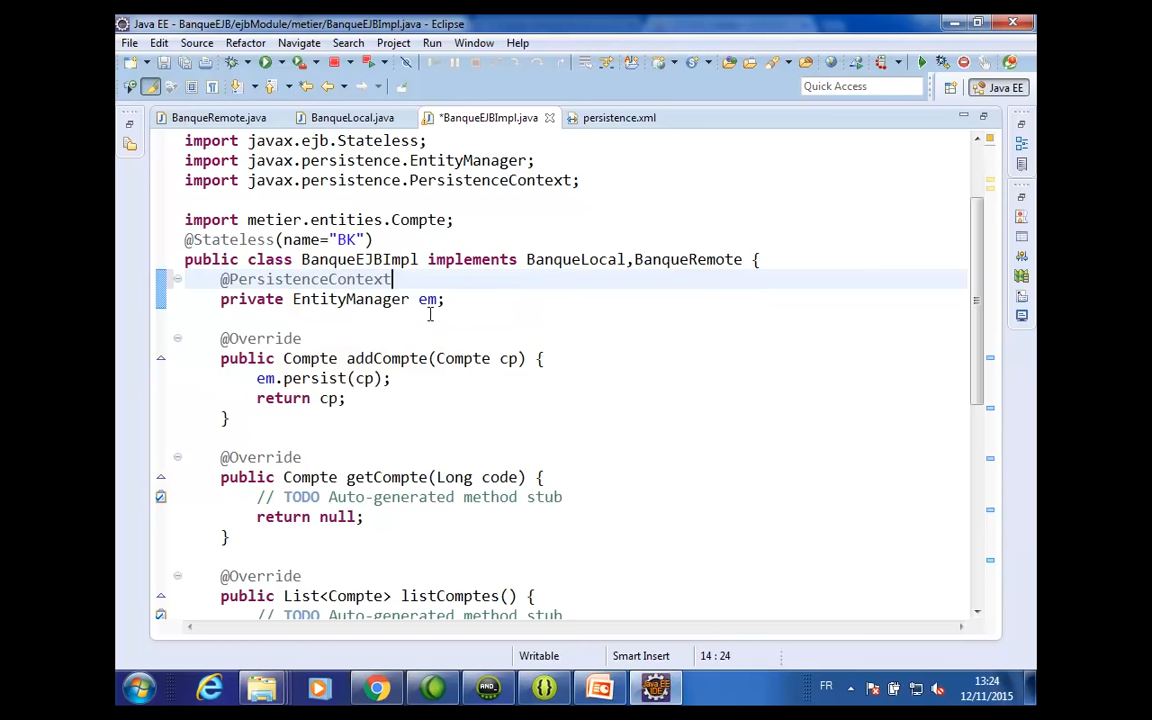 Java EE - BanqueEJB/ejbModule/metier/BanqueEJBImpl.java - Eclipse
File Edit Source Refactor Navigate Search Project Run Window Help
Quick Access
Java EE
BanqueRemote.java BanqueLocal.java *BanqueEJBImpl.java persistence.xml
import javax.ejb.Stateless;
import javax.persistence.EntityManager;
import javax.persistence.PersistenceContext;
import metier.entities.Compte;
@Stateless(name="BK")
public class BanqueEJBImpl implements BanqueLocal,BanqueRemote {
@PersistenceContext
private EntityManager em;
@Override
public Compte addCompte(Compte cp) {
em.persist(cp);
return cp;
}
@Override
public Compte getCompte(Long code) {
// TODO Auto-generated method stub
return null;
}
@Override
public List<Compte> listComptes() {
// TODO Auto-generated method stub
Writable Smart Insert 14 : 24
FR 13:24
12/11/2015